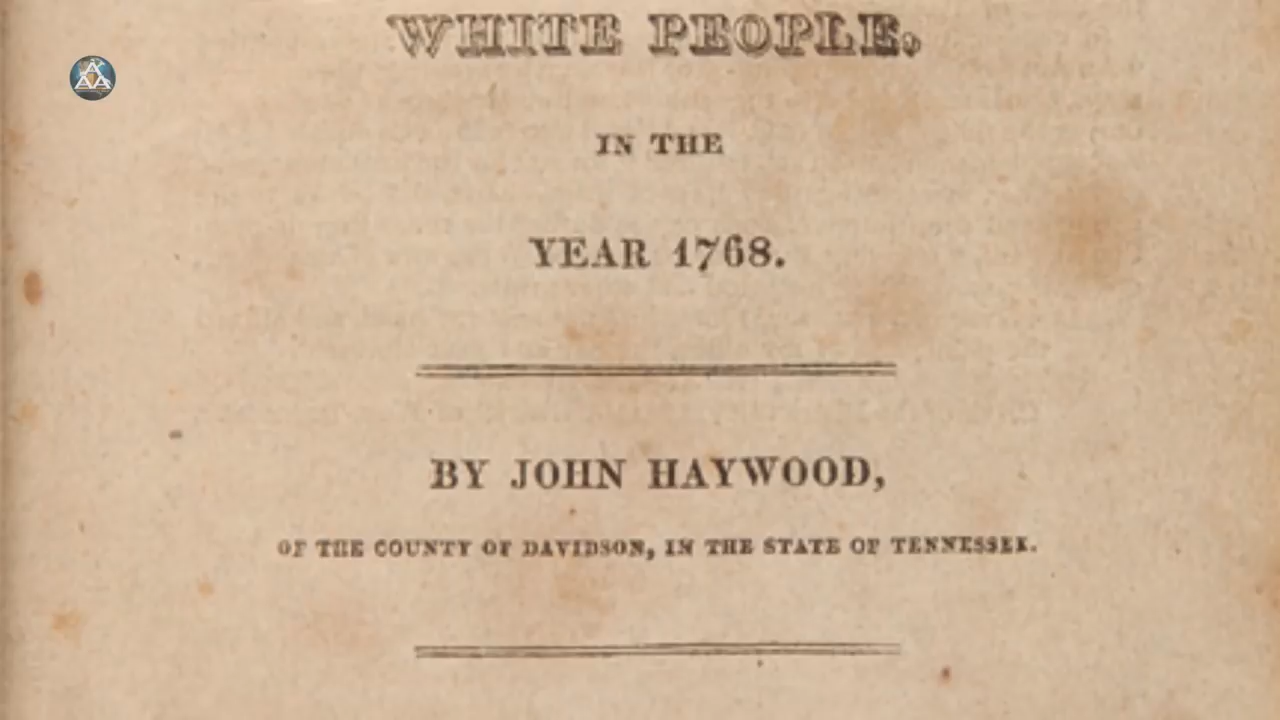 WHITE PEOPLE,
IN THE
YEAR 1768.
BY JOHN HAYWOOD,
OF THE COUNTY OF DAVIDSON, IN THE STATE OF TENNESSEE.